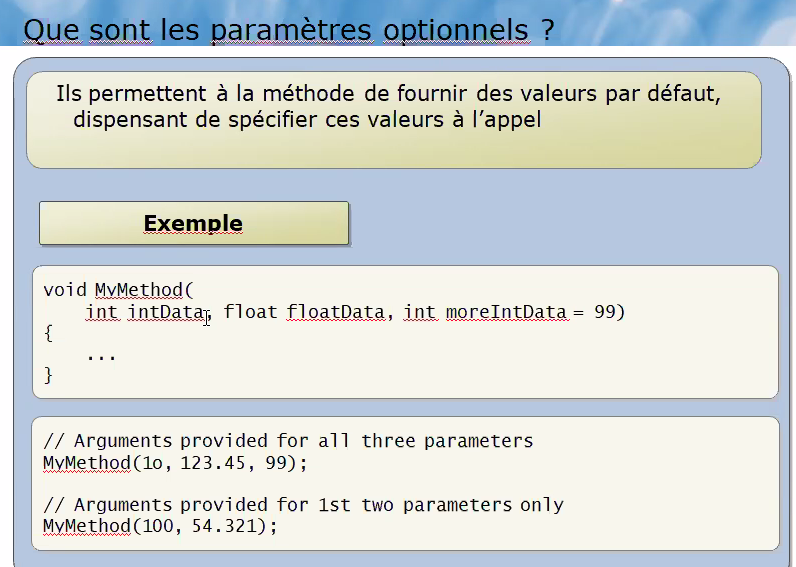 Que sont les paramètres optionnels ?
Ils permettent à la méthode de fournir des valeurs par défaut,
dispensant de spécifier ces valeurs à l’appel
Exemple
void MyMethod(
int intData, float floatData, int moreIntData = 99)
{
...
}
// Arguments provided for all three parameters
MyMethod(1o, 123.45, 99);
// Arguments provided for 1st two parameters only
MyMethod(100, 54.321);